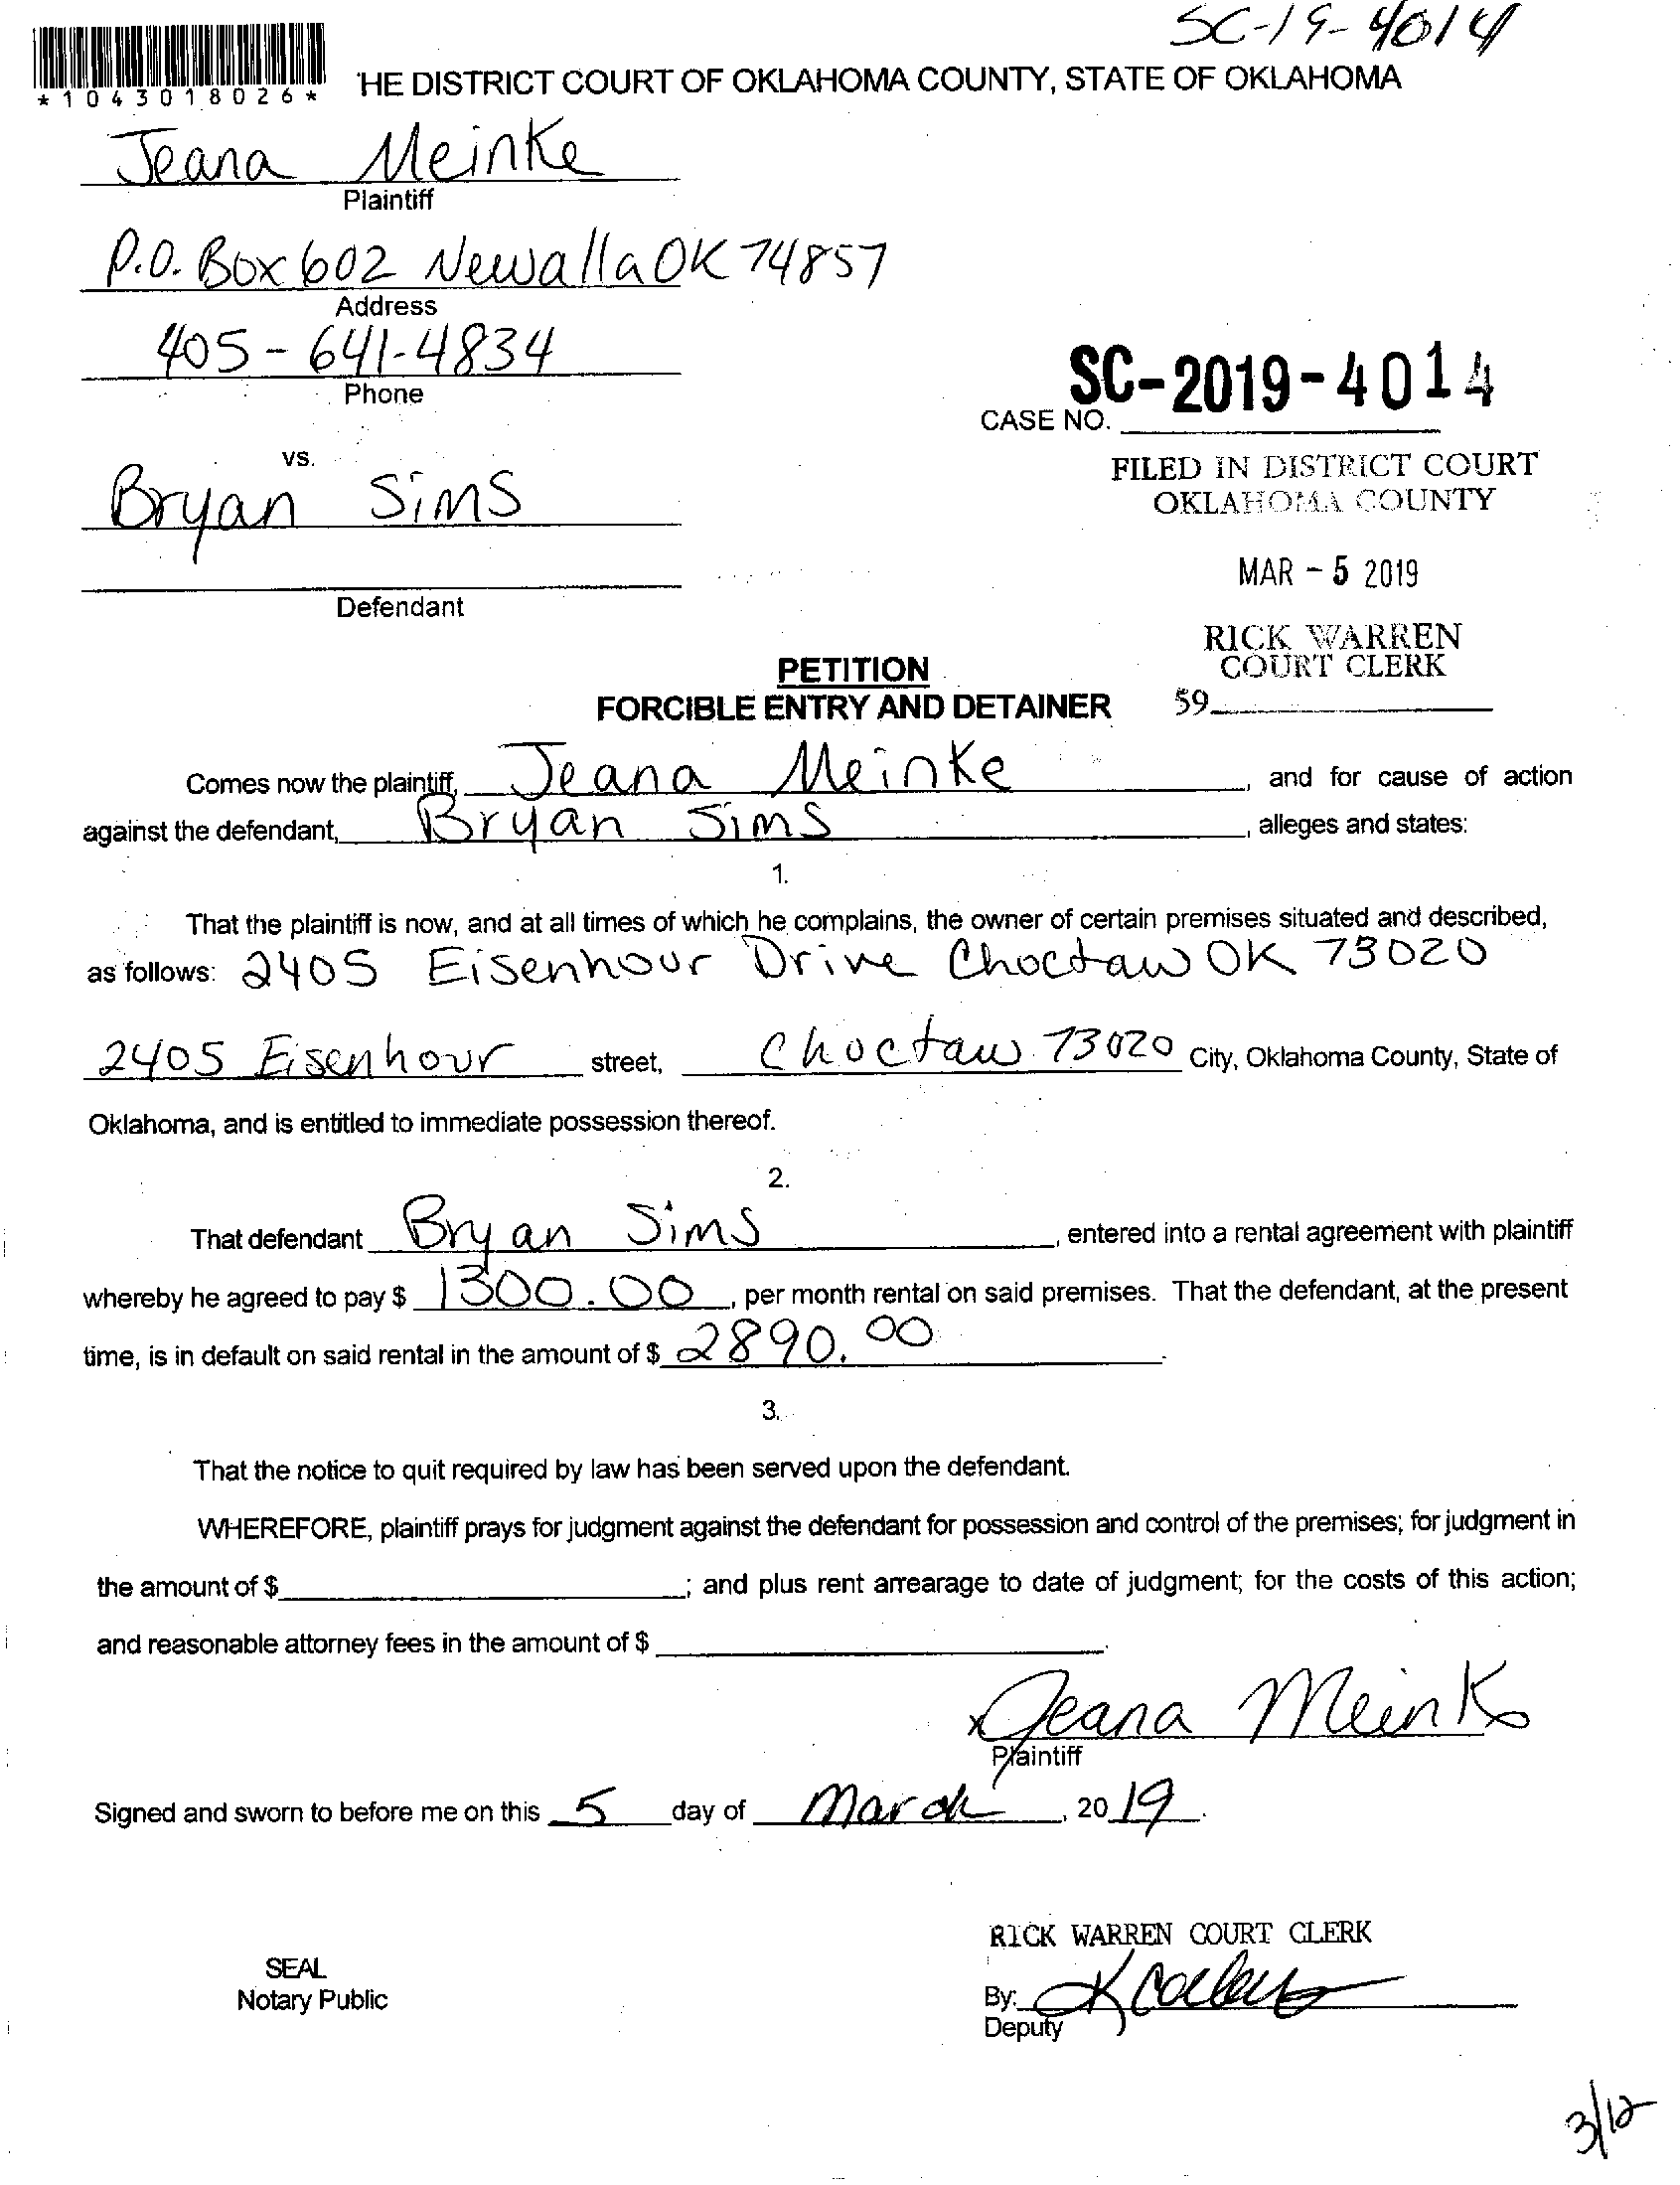 SC-19-4014
*1043018026*
'HE DISTRICT COURT OF OKLAHOMA COUNTY, STATE OF OKLAHOMA
Jeana Meinke
Plaintiff
P.O. Box 602 Newalla OK 74857
Address
405-641-4834
Phone
SC-2019-4014
CASE NO.
vs.
FILED IN DISTRICT COURT
OKLAHOMA COUNTY
Bryan Sims
MAR - 5 2019
Defendant
RICK WARREN
COURT CLERK
PETITION
FORCIBLE ENTRY AND DETAINER
59
Comes now the plaintiff, Jeana Meinke, and for cause of action
against the defendant, Bryan Sims, alleges and states:
1.
That the plaintiff is now, and at all times of which he complains, the owner of certain premises situated and described,
as follows: 2405 Eisenhour Drive Choctaw OK 73020
2405 Eisenhour street, Choctaw 73020 City, Oklahoma County, State of
Oklahoma, and is entitled to immediate possession thereof.
2.
That defendant Bryan Sims, entered into a rental agreement with plaintiff
whereby he agreed to pay $ 1300.00, per month rental on said premises. That the defendant, at the present
time, is in default on said rental in the amount of $ 2890.00.
3.
That the notice to quit required by law has been served upon the defendant.
WHEREFORE, plaintiff prays for judgment against the defendant for possession and control of the premises; for judgment in
the amount of $ ; and plus rent arrearage to date of judgment; for the costs of this action;
and reasonable attorney fees in the amount of $ .
x Jeana Meinke
Plaintiff
Signed and sworn to before me on this 5 day of March, 2019.
RICK WARREN COURT CLERK
SEAL
Notary Public
By:
Deputy
3/12